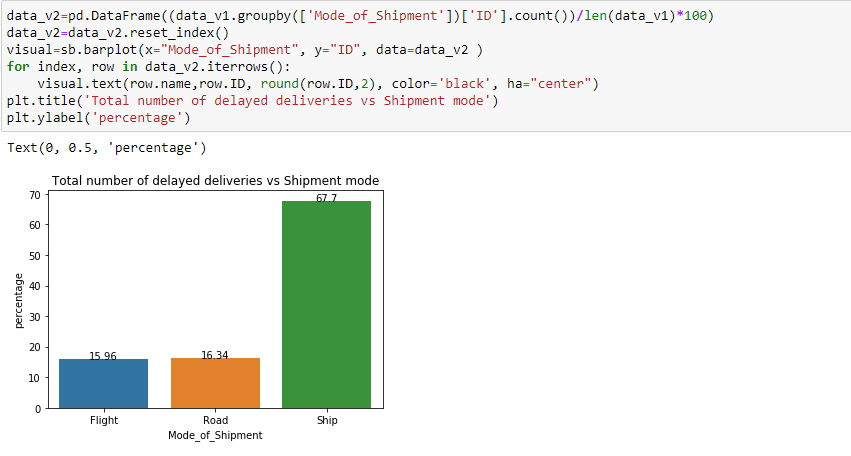 data_v2=pd.DataFrame((data_v1.groupby(['Mode_of_Shipment'])['ID'].count())/len(data_v1)*100)
data_v2=data_v2.reset_index()
visual=sb.barplot(x="Mode_of_Shipment", y="ID", data=data_v2 )
for index, row in data_v2.iterrows():
    visual.text(row.name,row.ID, round(row.ID,2), color='black', ha="center")
plt.title('Total number of delayed deliveries vs Shipment mode')
plt.ylabel('percentage')
Text(0, 0.5, 'percentage')
Total number of delayed deliveries vs Shipment mode
70
60
50
40
30
20
10
0
percentage
15.96
16.34
67.7
Flight Road Ship
Mode_of_Shipment